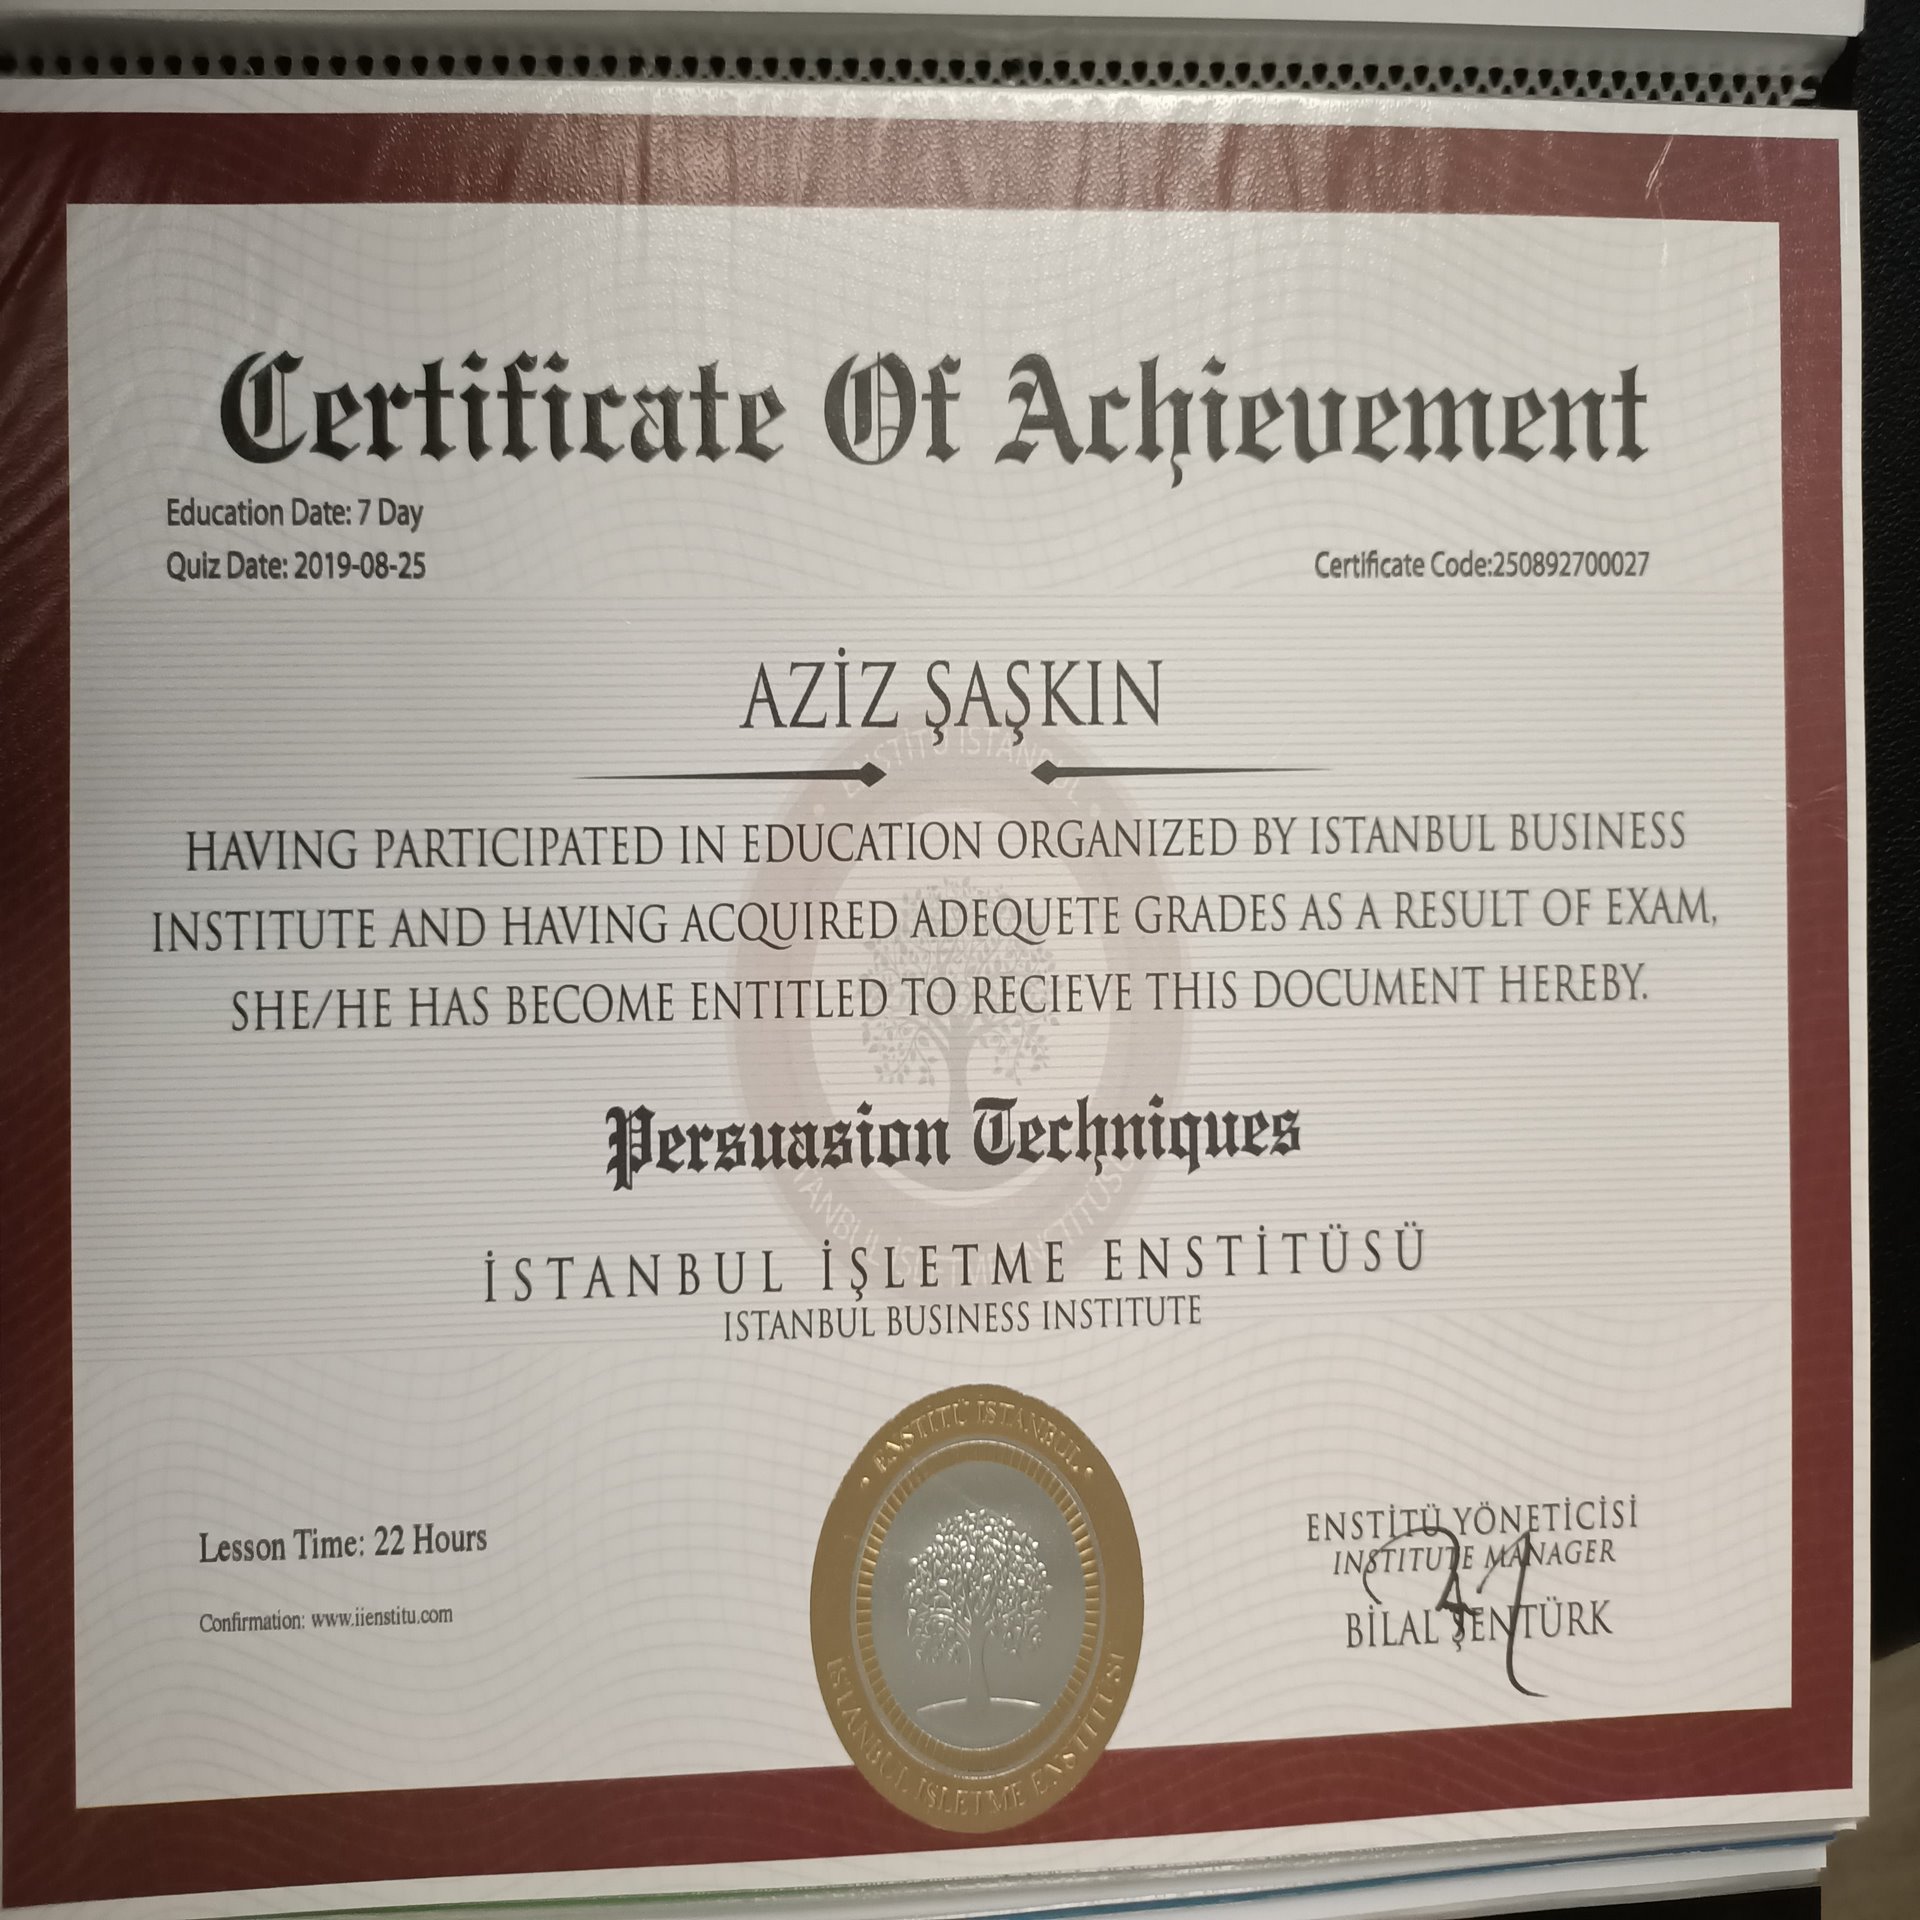 Certificate Of Achievement
Education Date: 7 Day
Quiz Date: 2019-08-25
Certificate Code:250892700027
AZİZ ŞAŞKIN
HAVING PARTICIPATED IN EDUCATION ORGANIZED BY ISTANBUL BUSINESS
INSTITUTE AND HAVING ACQUIRED ADEQUETE GRADES AS A RESULT OF EXAM,
SHE/HE HAS BECOME ENTITLED TO RECIEVE THIS DOCUMENT HEREBY.
Persuasion Techniques
İSTANBUL İŞLETME ENSTİTÜSÜ
ISTANBUL BUSINESS INSTITUTE
Lesson Time: 22 Hours
Confirmation: www.iienstitu.com
• ENSTİTÜ İSTANBUL •
İSTANBUL İŞLETME ENSTİTÜSÜ
ENSTİTÜ YÖNETİCİSİ
INSTITUTE MANAGER
BİLAL ŞENTÜRK